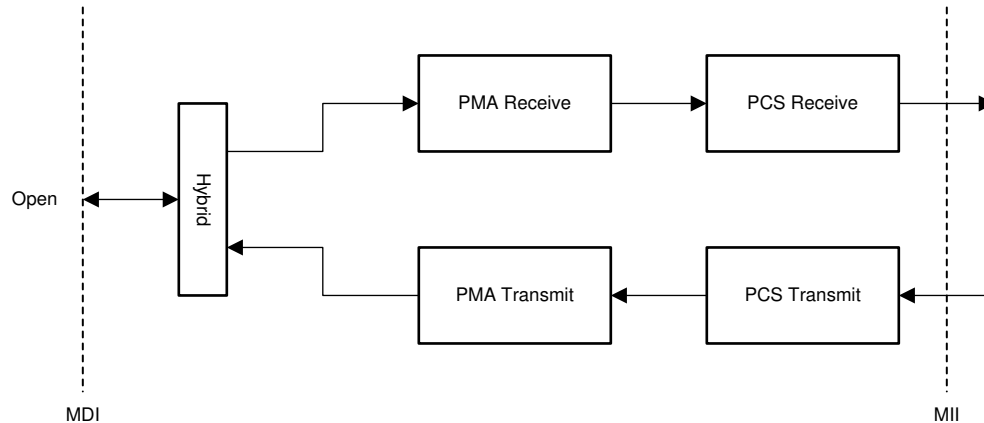 PMA Receive
PCS Receive
Open
Hybrid
PMA Transmit
PCS Transmit
MDI
MII